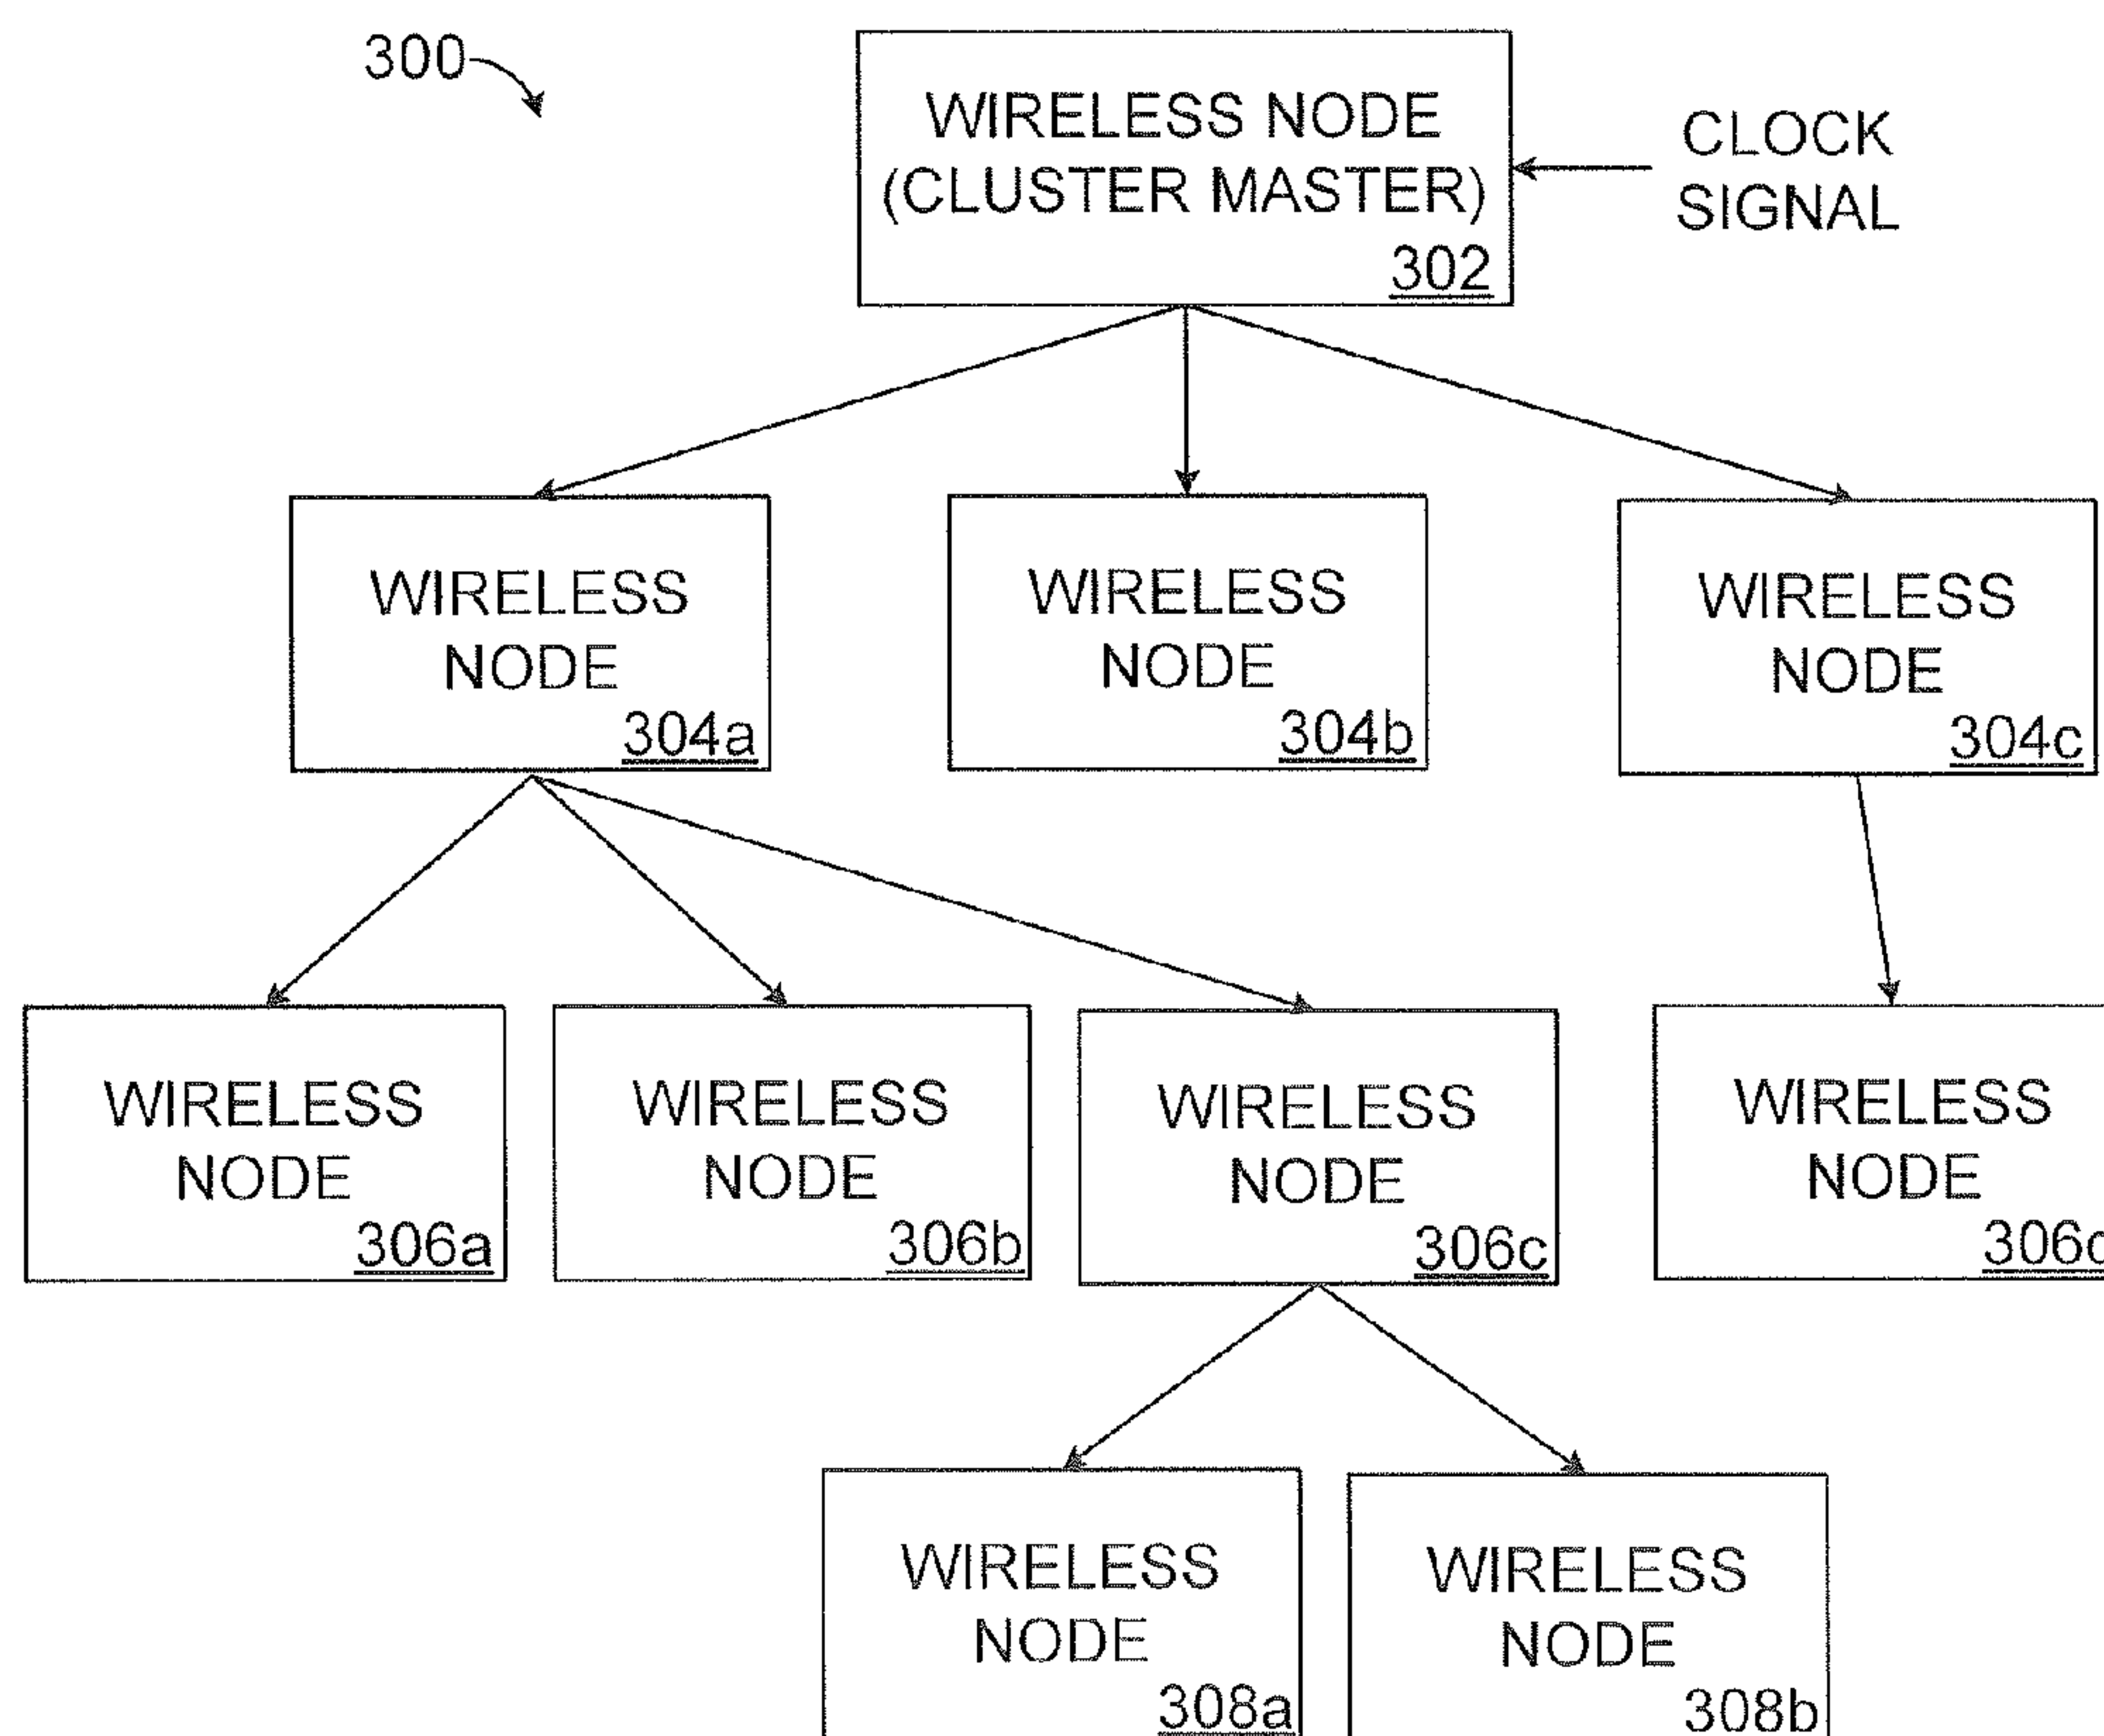 300
WIRELESS NODE
(CLUSTER MASTER)
302
CLOCK
SIGNAL
WIRELESS
NODE
304a
WIRELESS
NODE
304b
WIRELESS
NODE
304c
WIRELESS
NODE
306a
WIRELESS
NODE
306b
WIRELESS
NODE
306c
WIRELESS
NODE
WIRELESS
NODE
308a
WIRELESS
NODE
308b